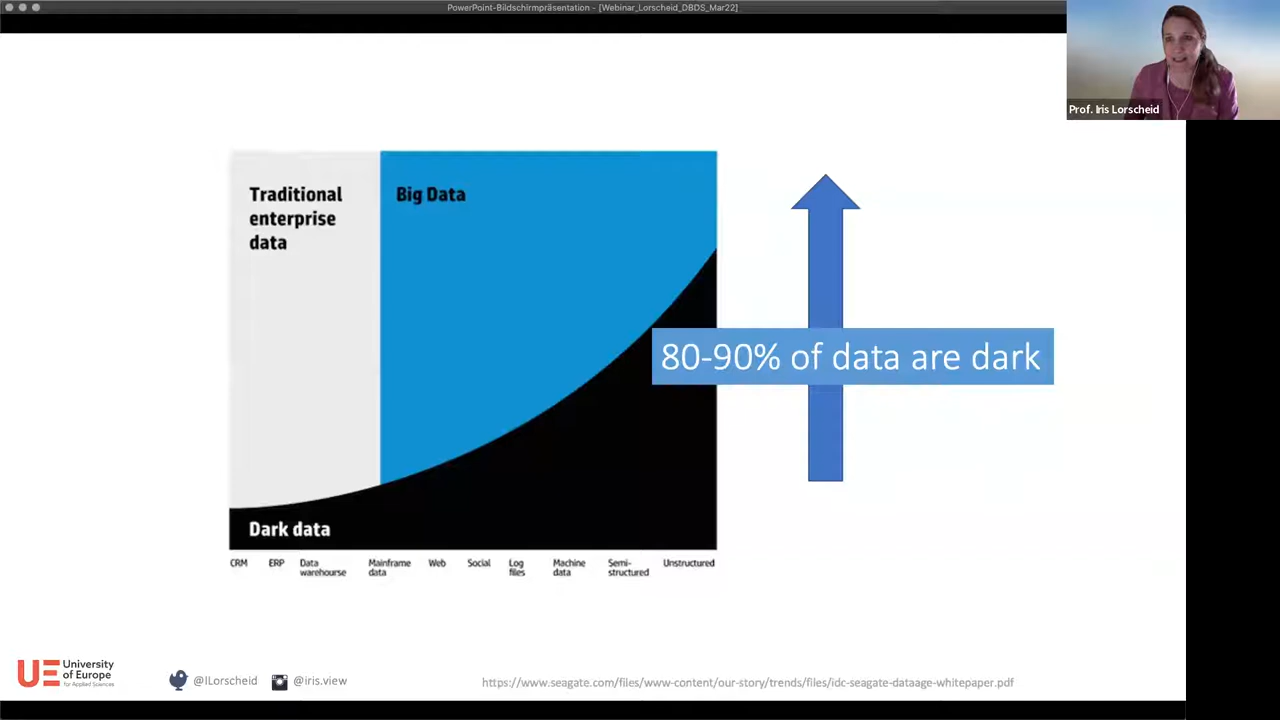 PowerPoint-Bildschirmpräsentation - [Webinar_Lorscheid_DBDS_Mar22]
Prof. Iris Lorscheid
Traditional
enterprise
data
Big Data
80-90% of data are dark
Dark data
CRM
ERP
Data
warehourse
Mainframe
data
Web
Social
Log
files
Machine
data
Semi-
structured
Unstructured
UE University
of Europe
for Applied Sciences
@ILorscheid
@iris.view
https://www.seagate.com/files/www-content/our-story/trends/files/idc-seagate-dataage-whitepaper.pdf